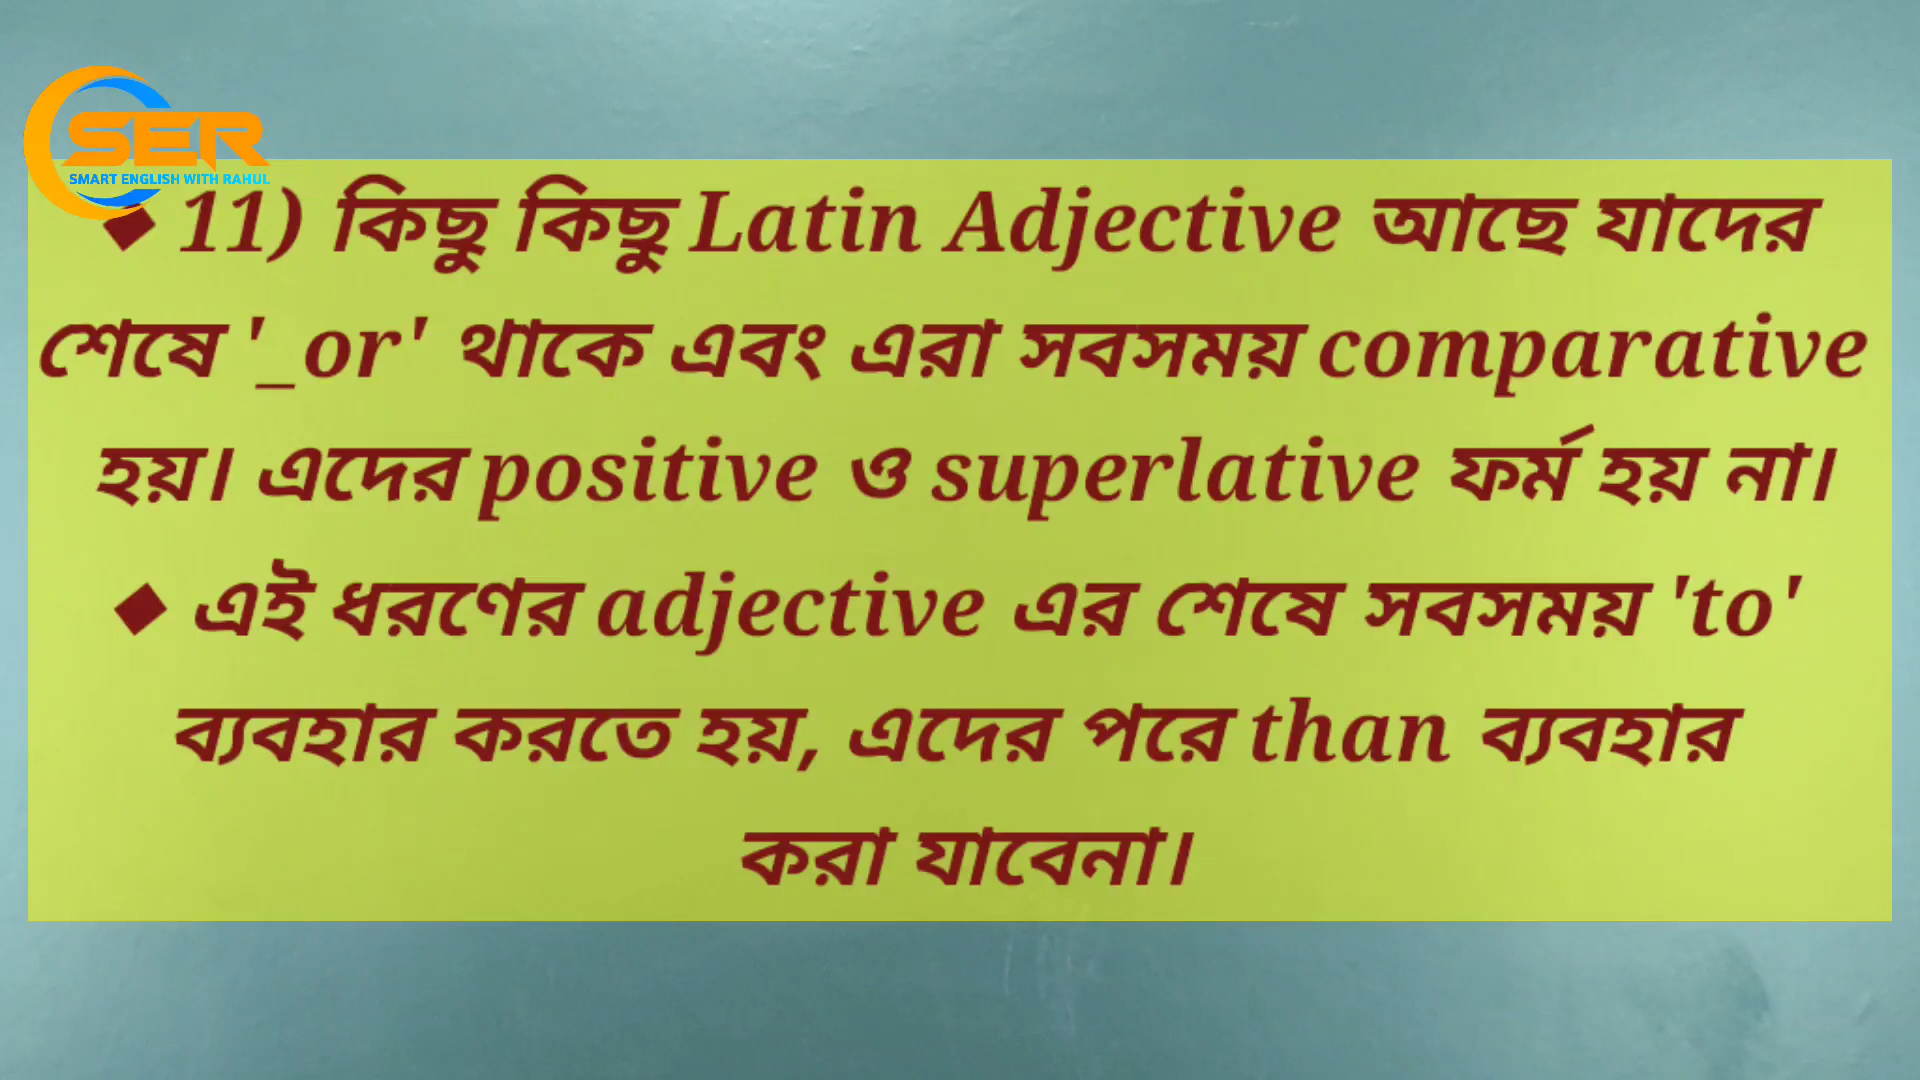 SER
SMART ENGLISH WITH RAHUL
◆ 11) কিছু কিছু Latin Adjective আছে যাদের
শেষে '_or' থাকে এবং এরা সবসময় comparative
হয়। এদের positive ও superlative ফর্ম হয় না।
◆ এই ধরণের adjective এর শেষে সবসময় 'to'
ব্যবহার করতে হয়, এদের পরে than ব্যবহার
করা যাবেনা।